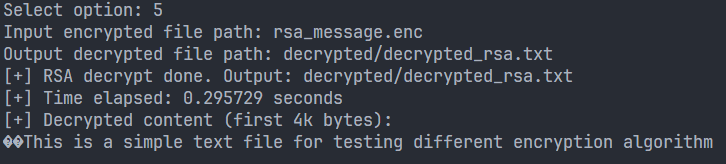 Select option: 5
Input encrypted file path: rsa_message.enc
Output decrypted file path: decrypted/decrypted_rsa.txt
[+] RSA decrypt done. Output: decrypted/decrypted_rsa.txt
[+] Time elapsed: 0.295729 seconds
[+] Decrypted content (first 4k bytes):
��This is a simple text file for testing different encryption algorithm